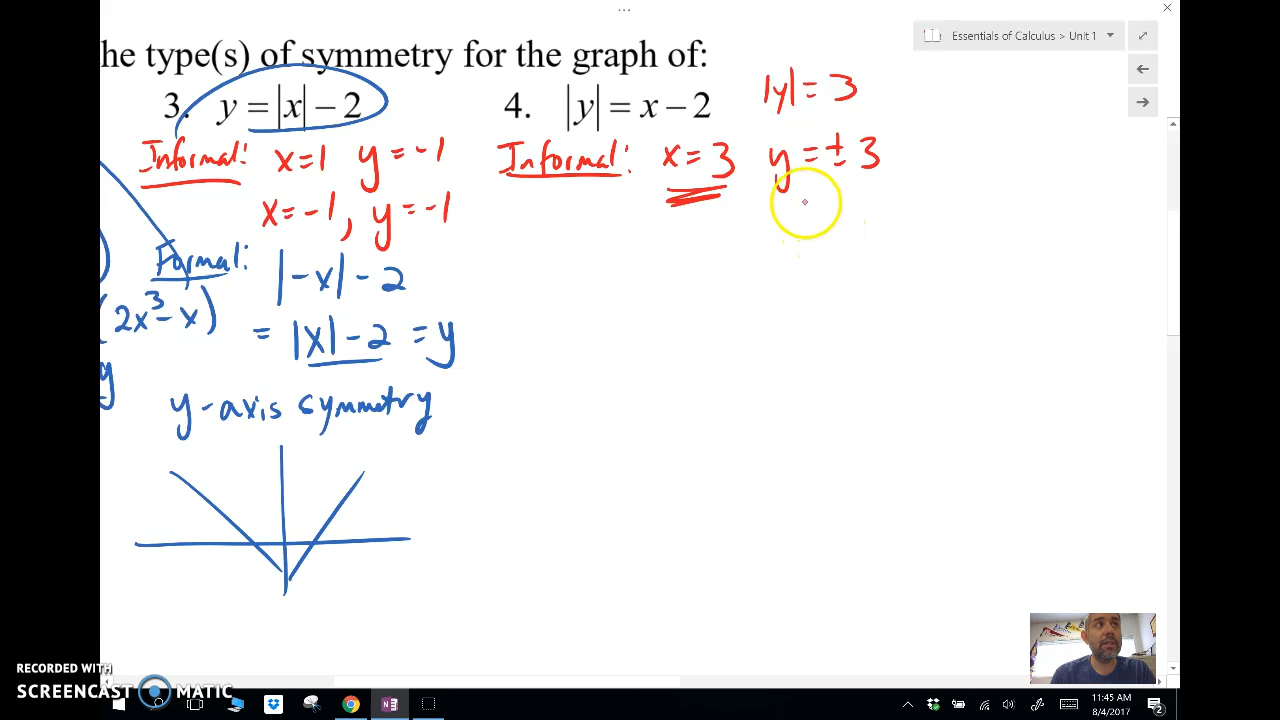 he type(s) of symmetry for the graph of:
3. y = |x| − 2
Informal: x=1 y = -1
x = -1, y = -1
Formal: |-x| - 2
= |x| - 2 = y
y-axis symmetry
2x³ - x)
y
4. |y| = x − 2
|y| = 3
Informal: x = 3 y = ± 3
Essentials of Calculus > Unit 1
RECORDED WITH
SCREENCAST MATIC
11:45 AM
8/4/2017
2